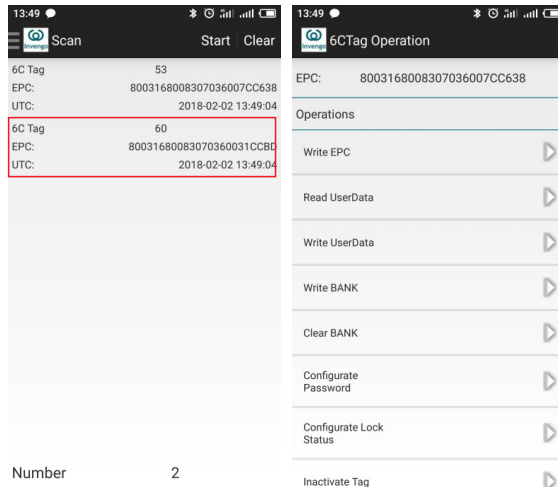 13:49
Invengo
Scan
Start
Clear
6C Tag 53
EPC: 8003168008307036007CC638
UTC: 2018-02-02 13:49:04
6C Tag 60
EPC: 80031680083070360031CCBD
UTC: 2018-02-02 13:49:04
Number 2
13:49
Invengo
6CTag Operation
EPC: 8003168008307036007CC638
Operations
Write EPC
Read UserData
Write UserData
Write BANK
Clear BANK
Configurate
Password
Configurate Lock
Status
Inactivate Tag